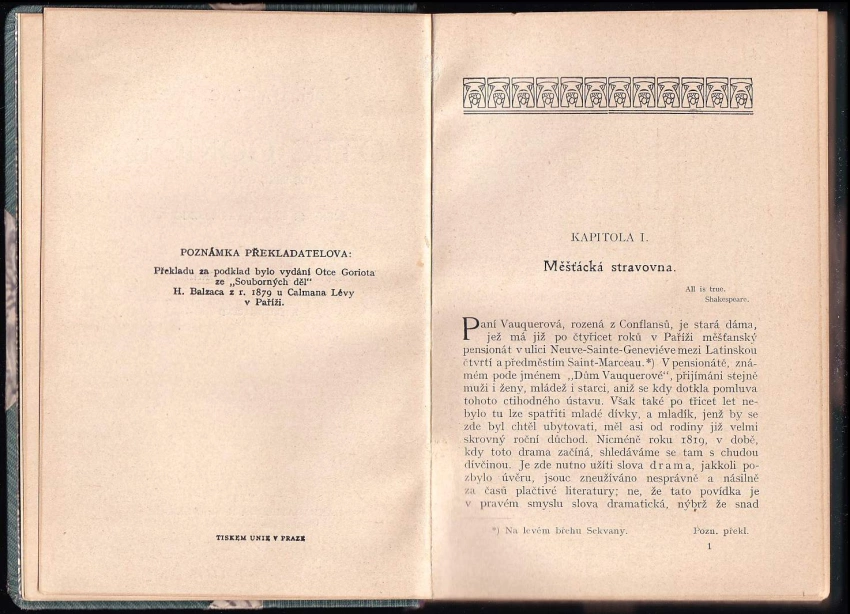 POZNÁMKA PŘEKLADATELOVA:
Překladu za podklad bylo vydání Otce Goriota
ze „Souborných děl"
H. Balzaca z r. 1879 u Calmana Lévy
v Paříži.
TISKEM UNIE V PRAZE
KAPITOLA I.
Měšťácká stravovna.
All is true.
Shakespeare.
Paní Vauquerová, rozená z Conflansů, je stará dáma,
jež má již po čtyřicet roků v Paříži měšťanský
pensionát v ulici Neuve-Sainte-Geneviéve mezi Latinskou
čtvrtí a předměstím Saint-Marceau.*) V pensionátě, zná-
mém pode jménem „Dům Vauquerové", přijímáni stejně
muži i ženy, mládež i starci, aniž se kdy dotkla pomluva
tohoto ctihodného ústavu. Však také po třicet let ne-
bylo tu lze spatřiti mladé dívky, a mladík, jenž by se
zde byl chtěl ubytovati, měl asi od rodiny již velmi
skrovný roční důchod. Nicméně roku 1819, v době,
kdy toto drama začíná, shledáváme se tam s chudou
dívčinou. Je zde nutno užíti slova drama, jakkoli po-
zbylo úvěru, jsouc zneužíváno nesprávně a násilně
za časů plačtivé literatury; ne, že tato povídka je
v pravém smyslu slova dramatická, nýbrž že snad
*) Na levém břehu Sekvany. Pozn. překl.
1